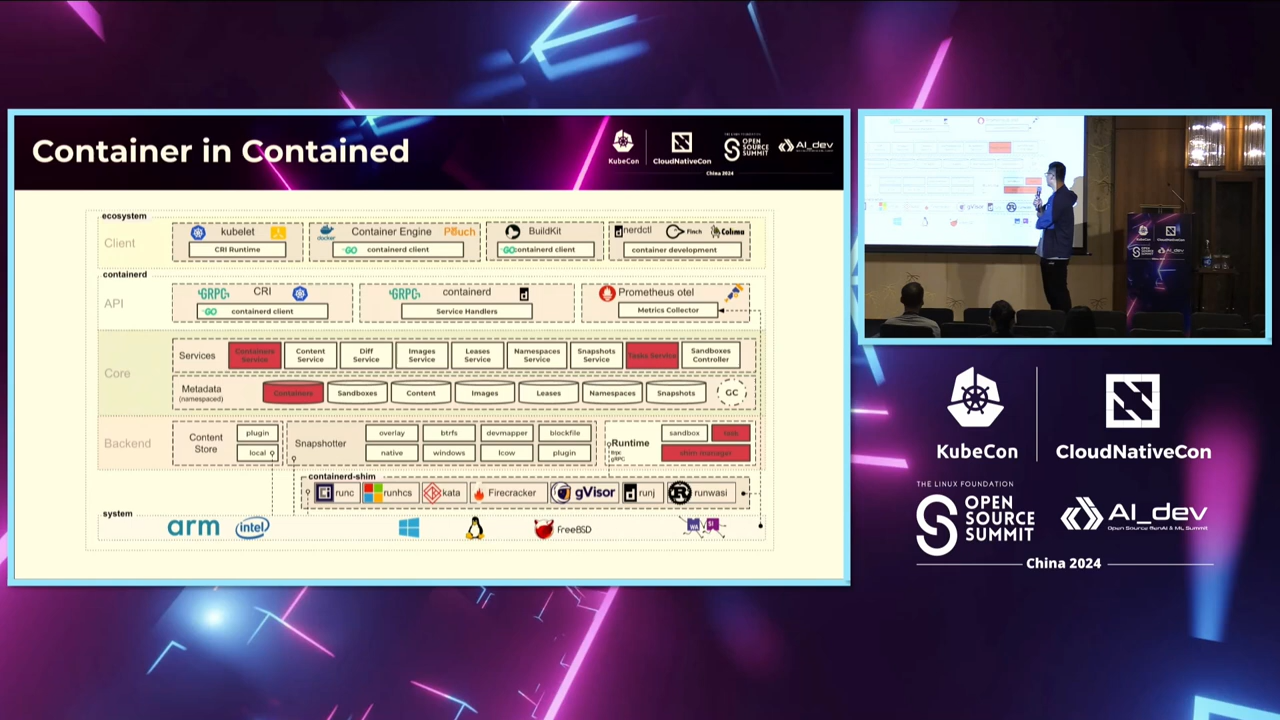 Container in Contained
KubeCon
CloudNativeCon
THE LINUX FOUNDATION
OPEN
SOURCE
SUMMIT
AI_dev
China 2024
ecosystem
Client
kubelet
CRI Runtime
docker
Container Engine
Pouch
GO containerd client
BuildKit
GO containerd client
nerdctl
Finch
Colima
container development
containerd
API
GRPC
CRI
GO containerd client
GRPC
containerd
Service Handlers
Prometheus otel
Metrics Collector
Core
Services
Containers
Service
Content
Service
Diff
Service
Images
Service
Leases
Service
Namespaces
Service
Snapshots
Service
Tasks Service
Sandboxes
Controller
Metadata
(namespaced)
Containers
Sandboxes
Content
Images
Leases
Namespaces
Snapshots
GC
Backend
Content
Store
plugin
local
Snapshotter
overlay
btrfs
devmapper
blockfile
native
windows
lcow
plugin
Runtime
ttrpc
gRPC
sandbox
task
shim manager
containerd-shim
runc
runhcs
kata
Firecracker
gVisor
runj
runwasi
system
arm
intel
FreeBSD
WA
SI
KubeCon
CloudNativeCon
THE LINUX FOUNDATION
OPEN
SOURCE
SUMMIT
AI_dev
Open Source GenAI & ML Summit
China 2024